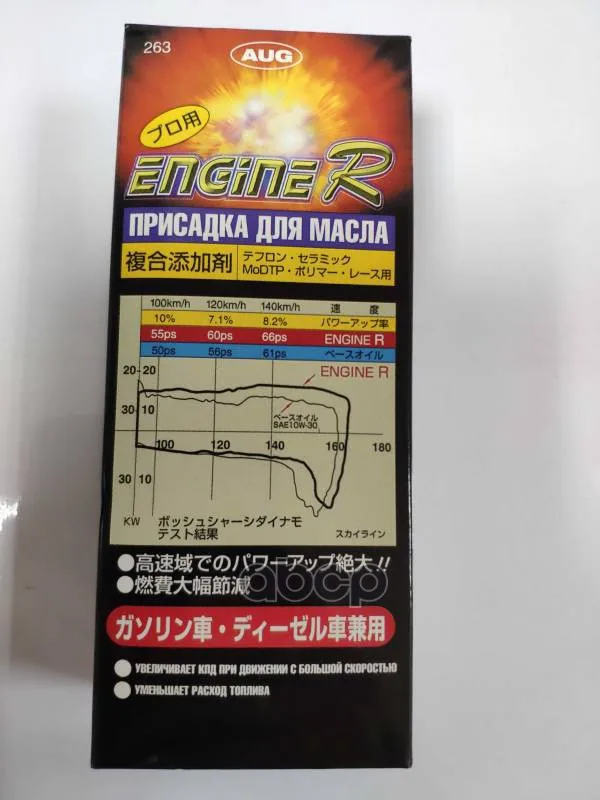 263
AUG
プロ用
ENGINE R
ПРИСАДКА ДЛЯ МАСЛА
複合添加剤
テフロン・セラミック
MoDTP・ポリマー・レース用
100km/h 120km/h 140km/h 速 度
10% 7.1% 8.2% パワーアップ率
55ps 60ps 66ps ENGINE R
50ps 56ps 61ps ベースオイル
20 20
ENGINE R
30 10
ベースオイル
SAE10W-30
100 120 140 160 180
30 10
KW
ボッシュシャーシダイナモ
テスト結果
スカイライン
●高速域でのパワーアップ絶大!!
●燃費大幅節減
abcp
ガソリン車・ディーゼル車兼用
● УВЕЛИЧИВАЕТ КПД ПРИ ДВИЖЕНИИ С БОЛЬШОЙ СКОРОСТЬЮ
● УМЕНЬШАЕТ РАСХОД ТОПЛИВА